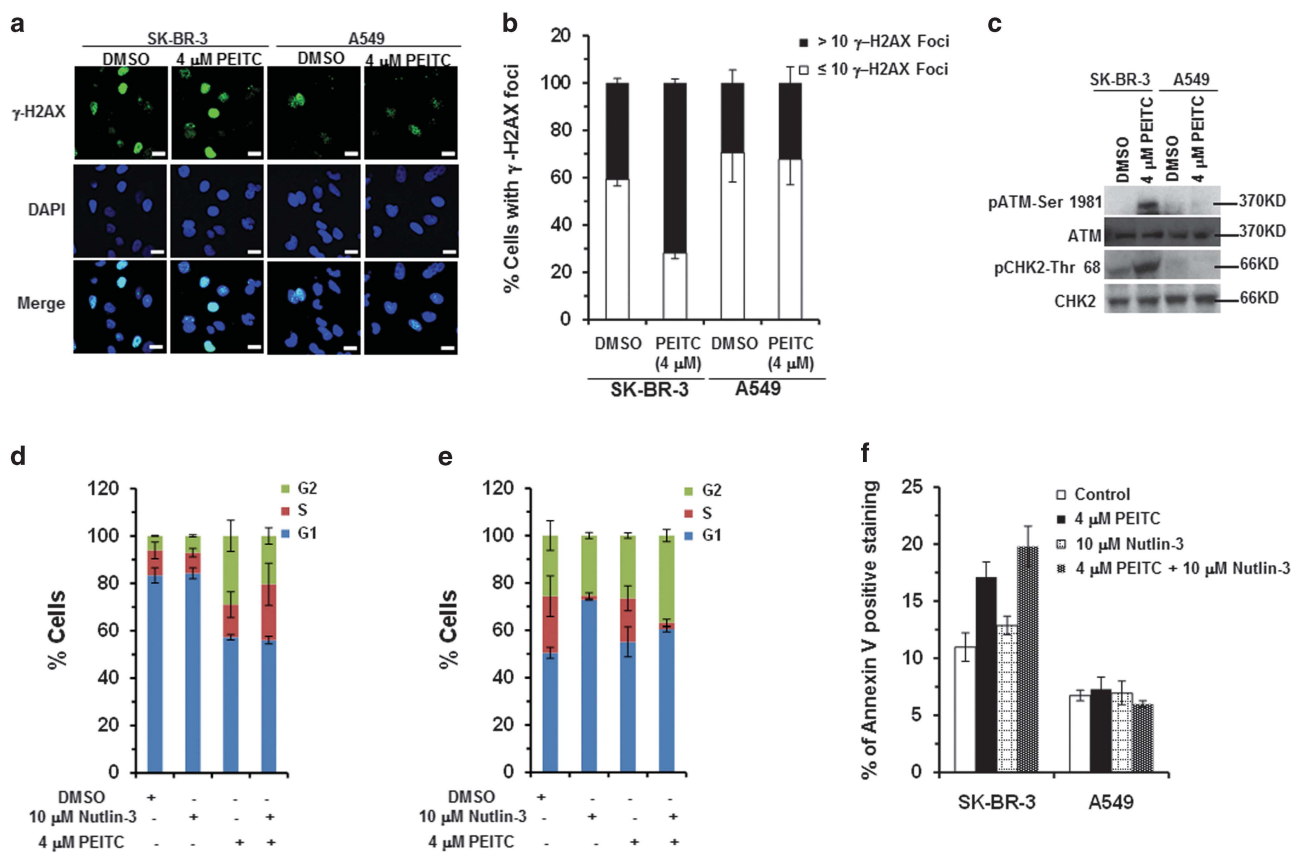 a
SK-BR-3 A549
DMSO 4 μM PEITC DMSO 4 μM PEITC
γ-H2AX
DAPI
Merge
b
% Cells with γ-H2AX foci
120
100
80
60
40
20
0
> 10 γ–H2AX Foci
≤ 10 γ–H2AX Foci
DMSO PEITC (4 μM) DMSO PEITC (4 μM)
SK-BR-3 A549
c
SK-BR-3 A549
DMSO 4 μM PEITC DMSO 4 μM PEITC
pATM-Ser 1981 370KD
ATM 370KD
pCHK2-Thr 68 66KD
CHK2 66KD
d
% Cells
120
100
80
60
40
20
0
G2
S
G1
DMSO + - - -
10 μM Nutlin-3 - + - +
4 μM PEITC - - + +
e
% Cells
120
100
80
60
40
20
0
G2
S
G1
DMSO + - - -
10 μM Nutlin-3 - + - +
4 μM PEITC - - + +
f
% of Annexin V positive staining
25
20
15
10
5
0
Control
4 μM PEITC
10 μM Nutlin-3
4 μM PEITC + 10 μM Nutlin-3
SK-BR-3 A549